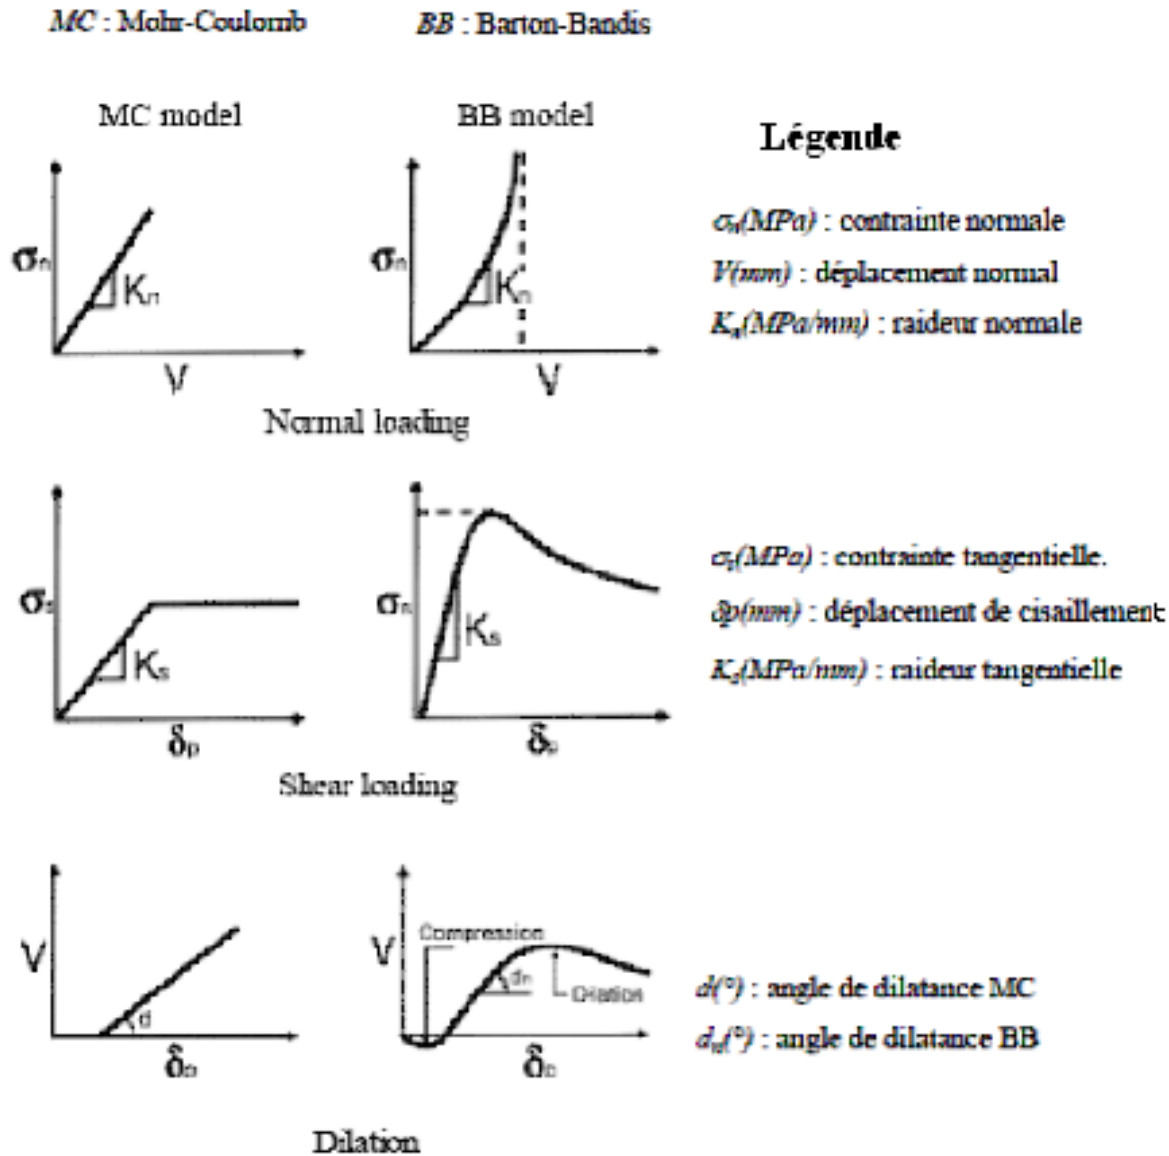 MC : Mohr-Coulomb BB : Barton-Bandis
MC model BB model
Légende
σn V Kn
σn V Kn
σn(MPa) : contrainte normale
V(mm) : déplacement normal
Kn(MPa/mm) : raideur normale
Normal loading
σs Ks δp
σn Ks δp
σs(MPa) : contrainte tangentielle.
δp(mm) : déplacement de cisaillement
Ks(MPa/mm) : raideur tangentielle
Shear loading
V d δp
V Compression dn Dilation δp
d(°) : angle de dilatance MC
dn(°) : angle de dilatance BB
Dilation